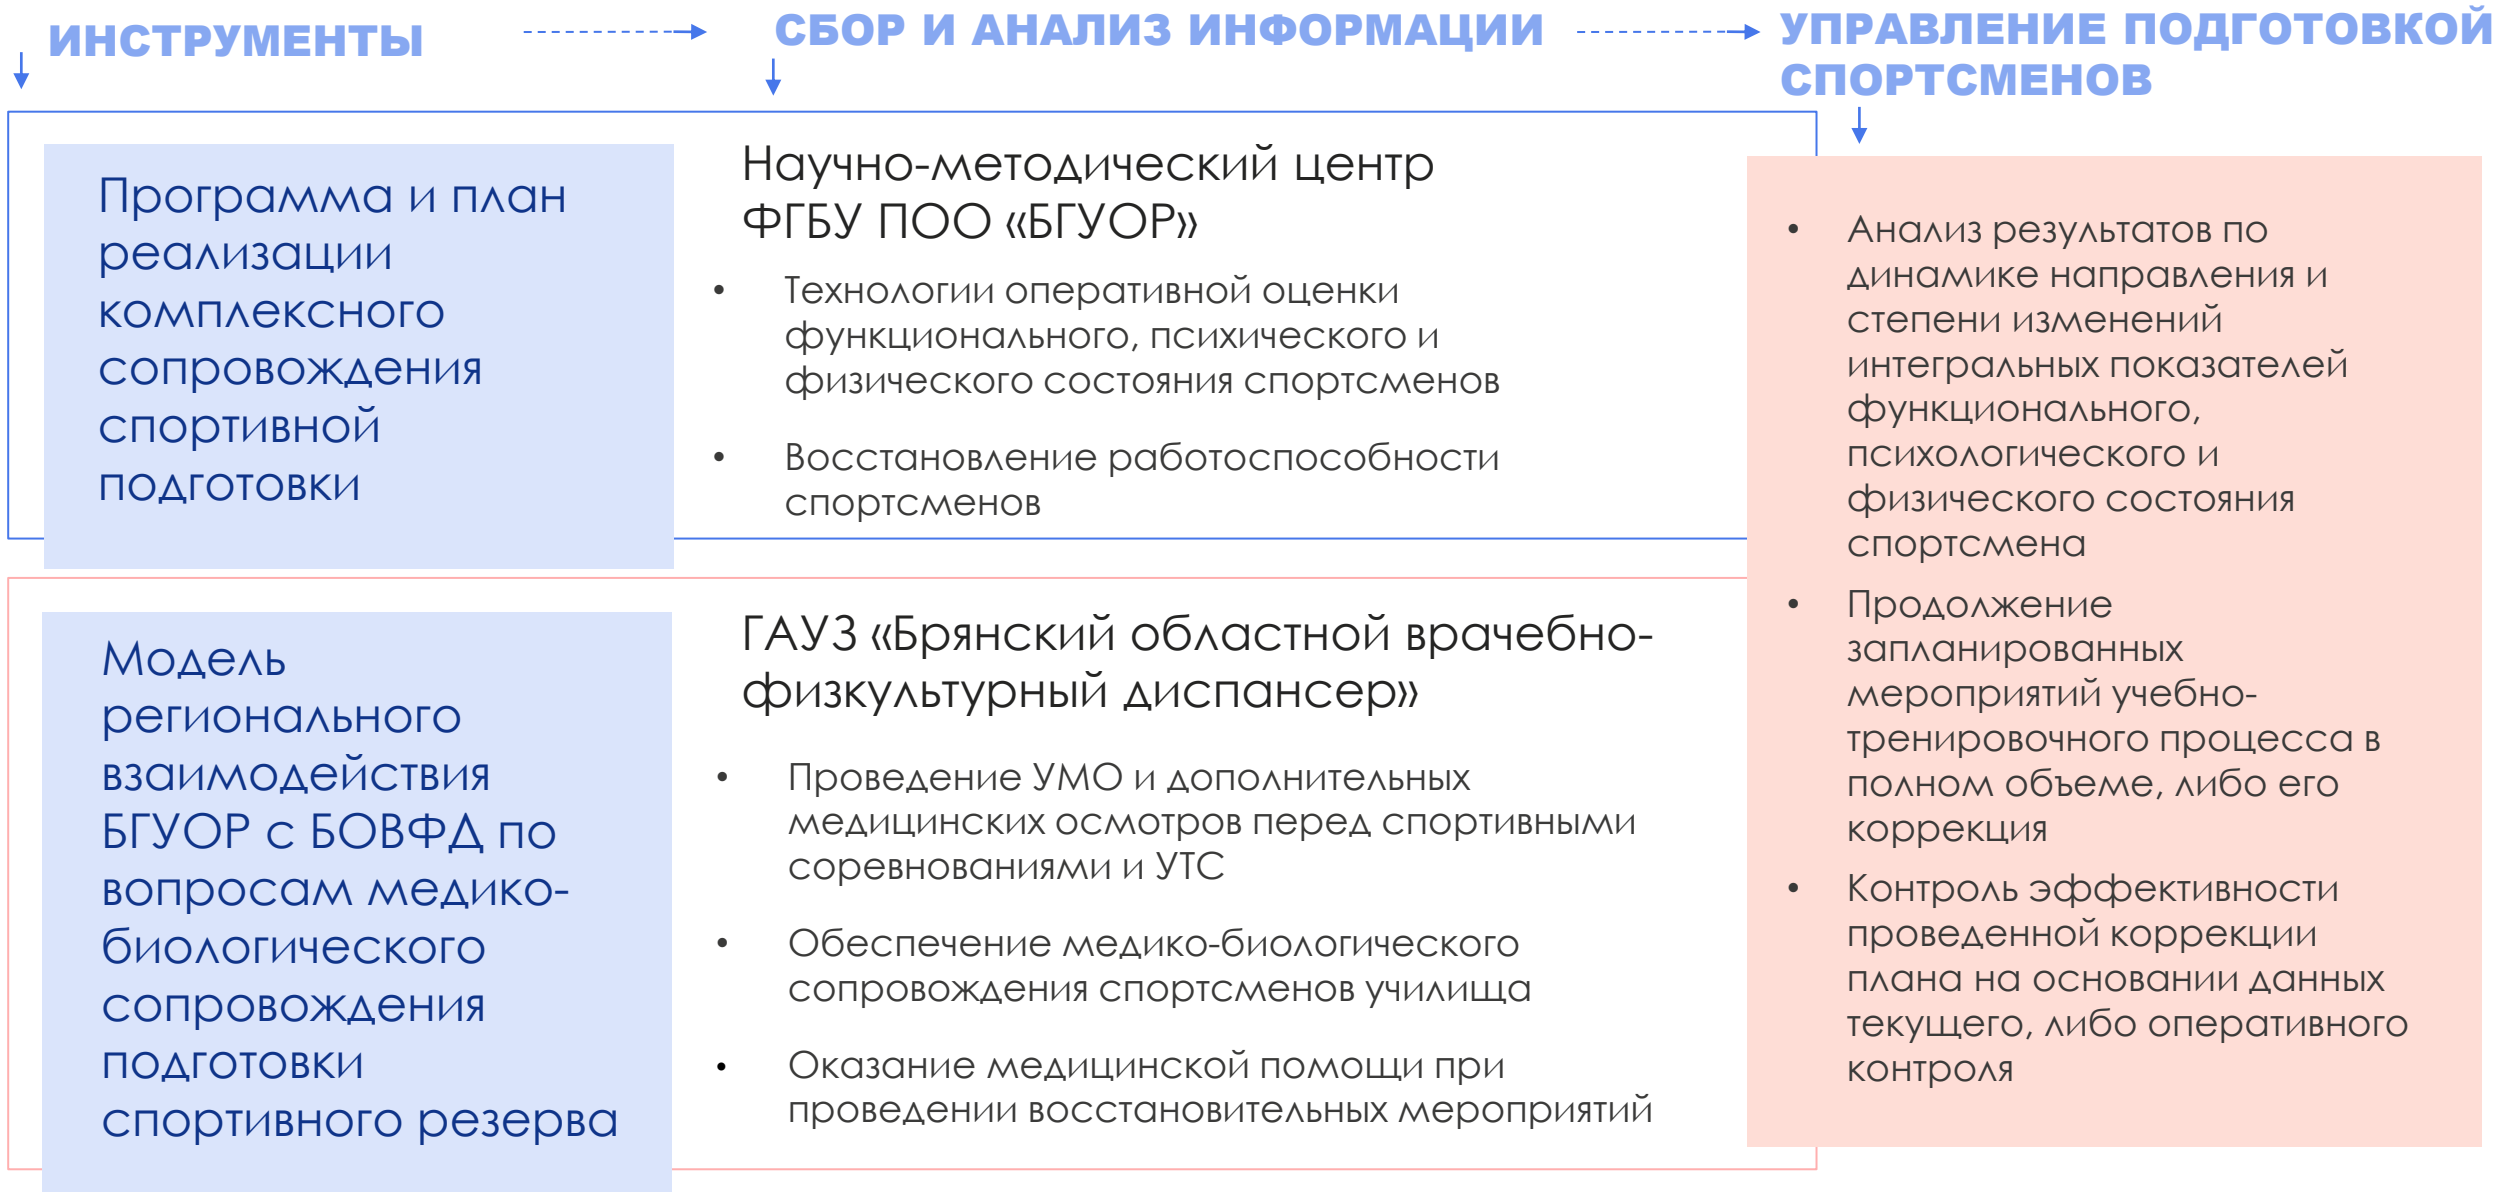 ИНСТРУМЕНТЫ
СБОР И АНАЛИЗ ИНФОРМАЦИИ
УПРАВЛЕНИЕ ПОДГОТОВКОЙ
СПОРТСМЕНОВ
Программа и план
реализации
комплексного
сопровождения
спортивной
подготовки
Научно-методический центр
ФГБУ ПОО «БГУОР»
• Технологии оперативной оценки
функционального, психического и
физического состояния спортсменов
• Восстановление работоспособности
спортсменов
Модель
регионального
взаимодействия
БГУОР с БОВФД по
вопросам медико-
биологического
сопровождения
подготовки
спортивного резерва
ГАУЗ «Брянский областной врачебно-
физкультурный диспансер»
• Проведение УМО и дополнительных
медицинских осмотров перед спортивными
соревнованиями и УТС
• Обеспечение медико-биологического
сопровождения спортсменов училища
• Оказание медицинской помощи при
проведении восстановительных мероприятий
• Анализ результатов по
динамике направления и
степени изменений
интегральных показателей
функционального,
психологического и
физического состояния
спортсмена
• Продолжение
запланированных
мероприятий учебно-
тренировочного процесса в
полном объеме, либо его
коррекция
• Контроль эффективности
проведенной коррекции
плана на основании данных
текущего, либо оперативного
контроля